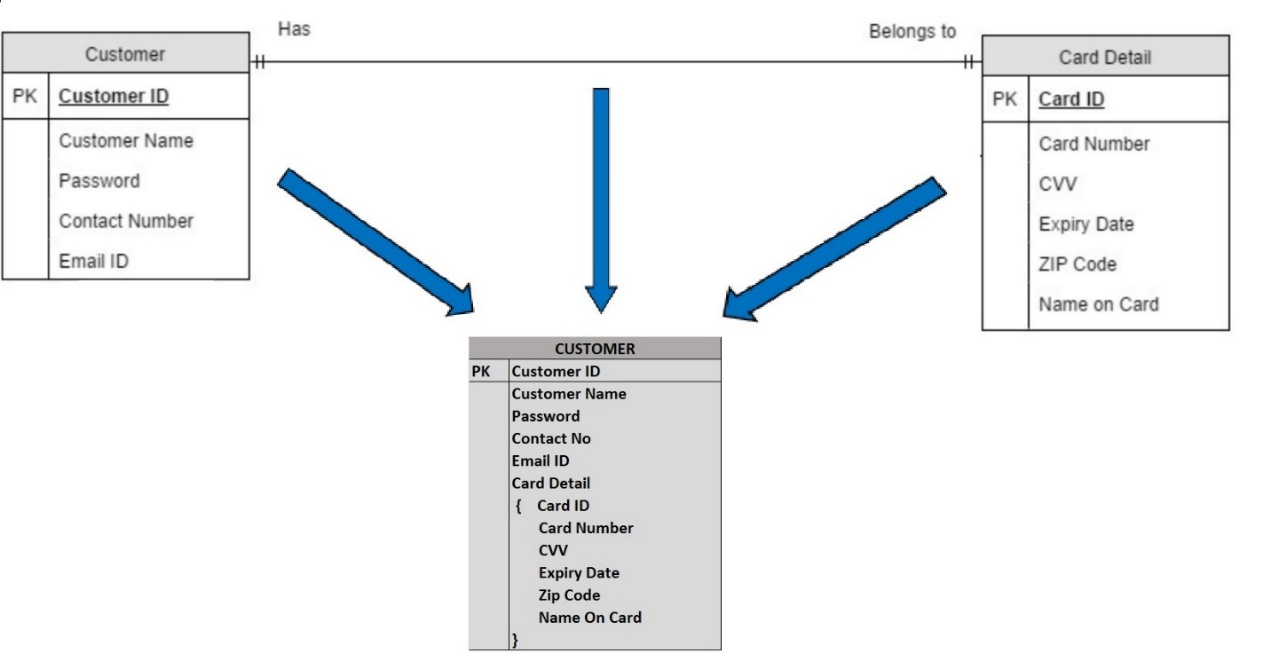 Has
Belongs to
Customer
PK Customer ID
Customer Name
Password
Contact Number
Email ID
Card Detail
PK Card ID
Card Number
CVV
Expiry Date
ZIP Code
Name on Card
CUSTOMER
PK Customer ID
Customer Name
Password
Contact No
Email ID
Card Detail
{ Card ID
Card Number
CVV
Expiry Date
Zip Code
Name On Card
}